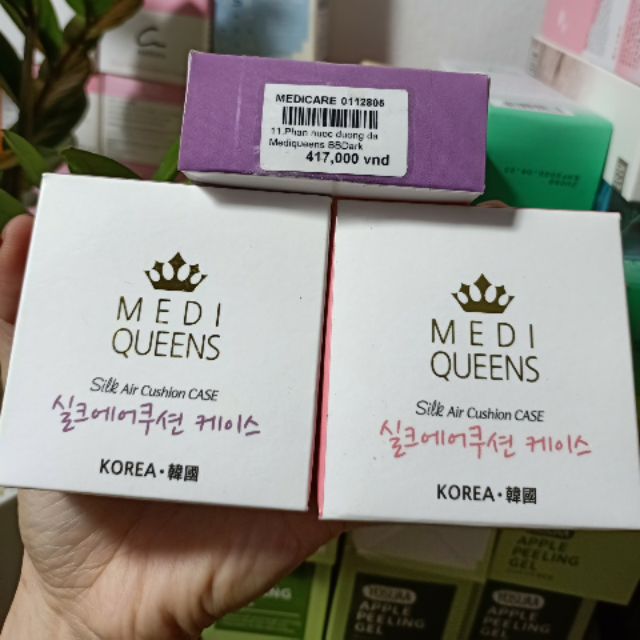 MEDICARE 0112805
11.Phan nuoc duong da
Mediqueens BBDark
417,000 vnd
MEDI
QUEENS
Silk Air Cushion CASE
실크에어쿠션 케이스
KOREA·韓國
MEDI
QUEENS
Silk Air Cushion CASE
실크에어쿠션 케이스
KOREA·韓國
APPLE
PEELING
GEL
APPLE
PEELING
GEL